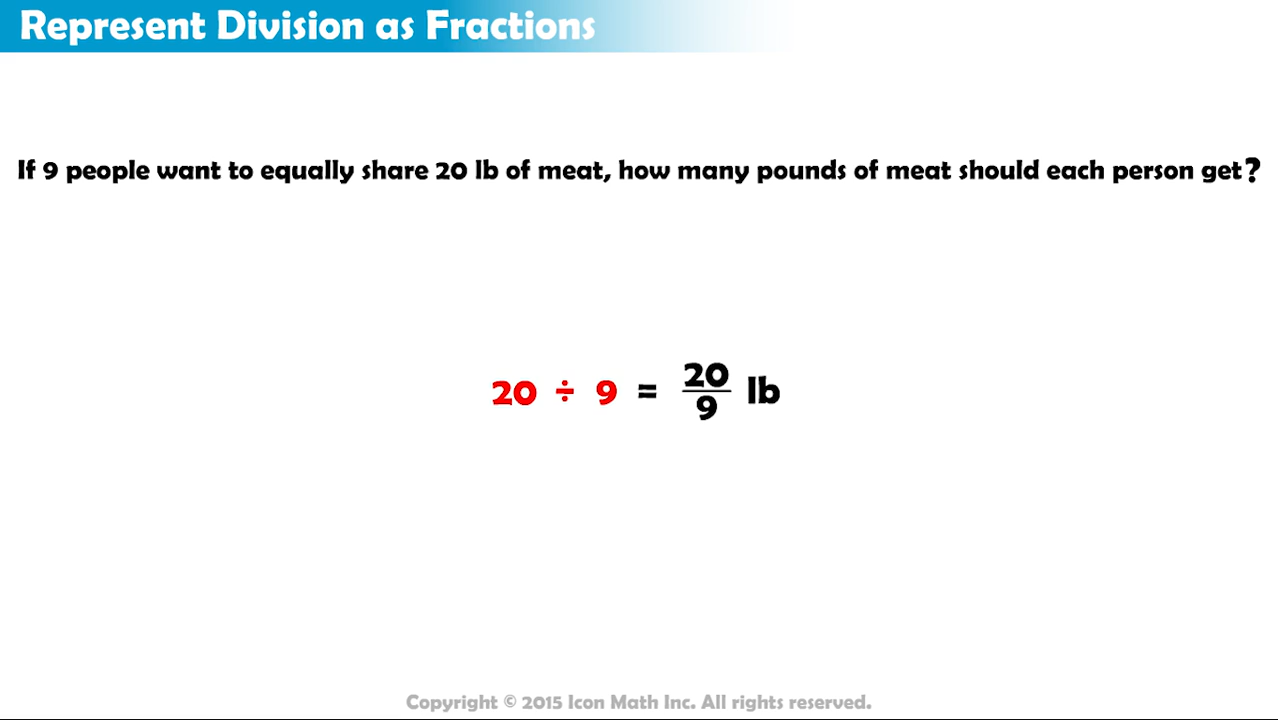 Represent Division as Fractions
If 9 people want to equally share 20 lb of meat, how many pounds of meat should each person get?
20 ÷ 9 = 20/9 lb
Copyright © 2015 Icon Math Inc. All rights reserved.